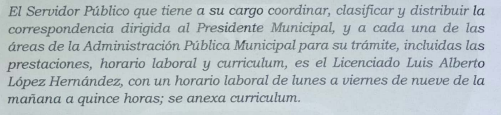 El Servidor Público que tiene a su cargo coordinar, clasificar y distribuir la
correspondencia dirigida al Presidente Municipal, y a cada una de las
áreas de la Administración Pública Municipal para su trámite, incluidas las
prestaciones, horario laboral y curriculum, es el Licenciado Luis Alberto
López Hernández, con un horario laboral de lunes a viernes de nueve de la
mañana a quince horas; se anexa curriculum.